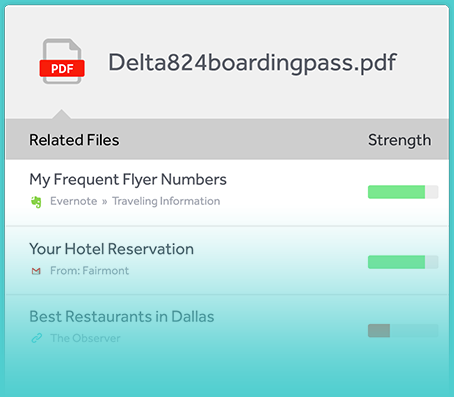 PDF
Delta824boardingpass.pdf
Related Files Strength
My Frequent Flyer Numbers
Evernote » Traveling Information
Your Hotel Reservation
From: Fairmont
Best Restaurants in Dallas
The Observer